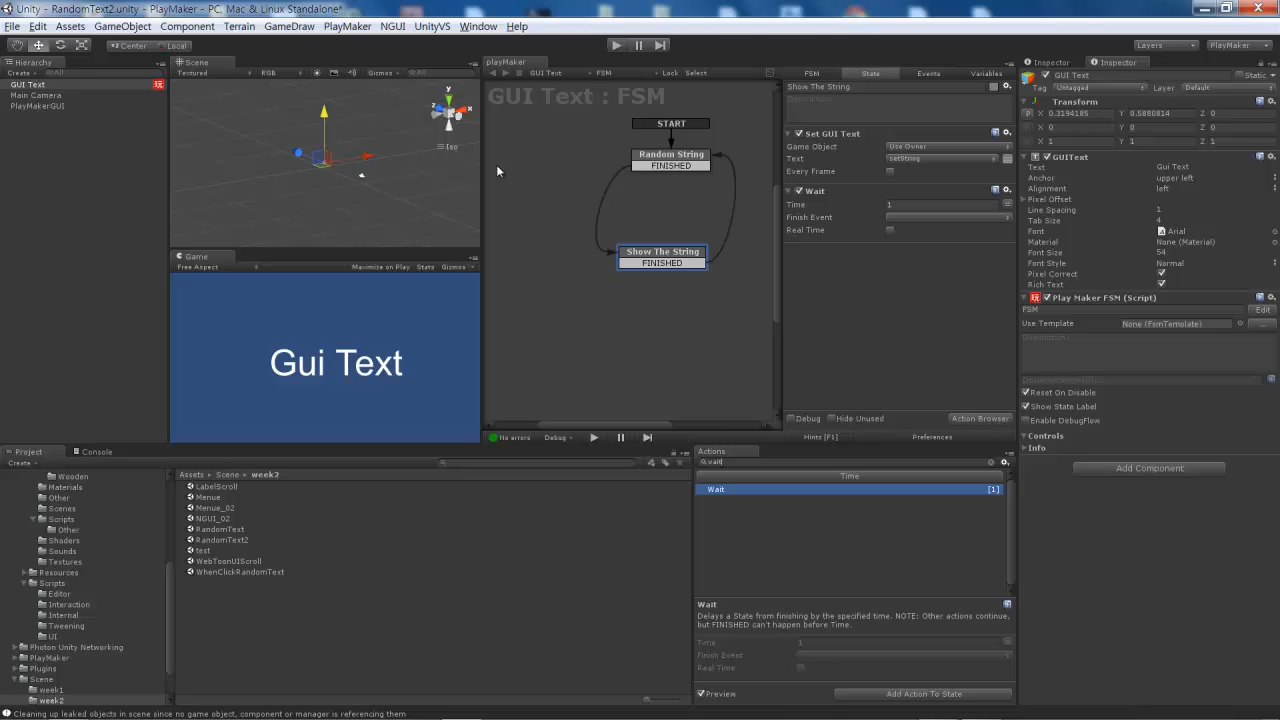 Unity - RandomText2.unity - PlayMaker - PC, Mac & Linux Standalone*
File Edit Assets GameObject Component Terrain GameDraw PlayMaker NGUI UnityVS Window Help
Center Local Layers PlayMaker
Hierarchy
Create All
GUI Text
Main Camera
PlayMakerGUI
Scene
Textured RGB Gizmos All
y
x
z
Iso
Game
Free Aspect Maximize on Play Stats Gizmos
Gui Text
playMaker
GUI Text FSM Lock Select
GUI Text : FSM
START
Random String
FINISHED
Show The String
FINISHED
No errors Debug Hints [F1] Preferences
FSM State Events Variables
Show The String
Description...
Set GUI Text
Game Object Use Owner
Text setString
Every Frame
Wait
Time 1
Finish Event
Real Time
Debug Hide Unused Action Browser
Inspector Inspector
GUI Text Static
Tag Untagged Layer Default
Transform
P X 0.3194185 Y 0.5880814 Z 0
X 0 Y 0 Z 0
X 1 Y 1 Z 1
GUIText
Text Gui Text
Anchor upper left
Alignment left
Pixel Offset
Line Spacing 1
Tab Size 4
Font Arial
Material None (Material)
Font Size 54
Font Style Normal
Pixel Correct
Rich Text
Play Maker FSM (Script)
FSM Edit
Use Template None (FsmTemplate) ...
Description...
Documentation Url...
Reset On Disable
Show State Label
Enable DebugFlow
Controls
Info
Add Component
Project Console
Create
Wooden
Materials
Other
Scenes
Scripts
Other
Shaders
Sounds
Textures
Resources
Scripts
Editor
Interaction
Internal
Tweening
UI
Photon Unity Networking
PlayMaker
Plugins
Scene
week1
week2
Assets Scene week2
LabelScroll
Menue
Menue_02
NGUI_02
RandomText
RandomText2
test
WebToonUIScroll
WhenClickRandomText
Actions
wait
Time
Wait [1]
Wait
Delays a State from finishing by the specified time. NOTE: Other actions continue,
but FINISHED can't happen before Time.
Time 1
Finish Event
Real Time
Preview Add Action To State
Cleaning up leaked objects in scene since no game object, component or manager is referencing them